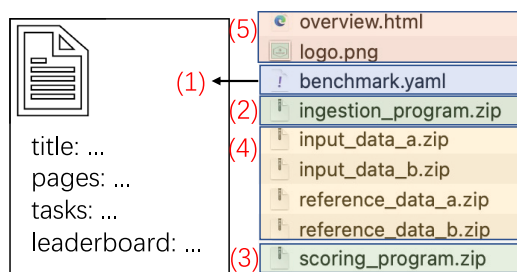 title: ...
pages: ...
tasks: ...
leaderboard: ...
(5)
overview.html
logo.png
(1)
benchmark.yaml
(2)
ingestion_program.zip
(4)
input_data_a.zip
input_data_b.zip
reference_data_a.zip
reference_data_b.zip
(3)
scoring_program.zip